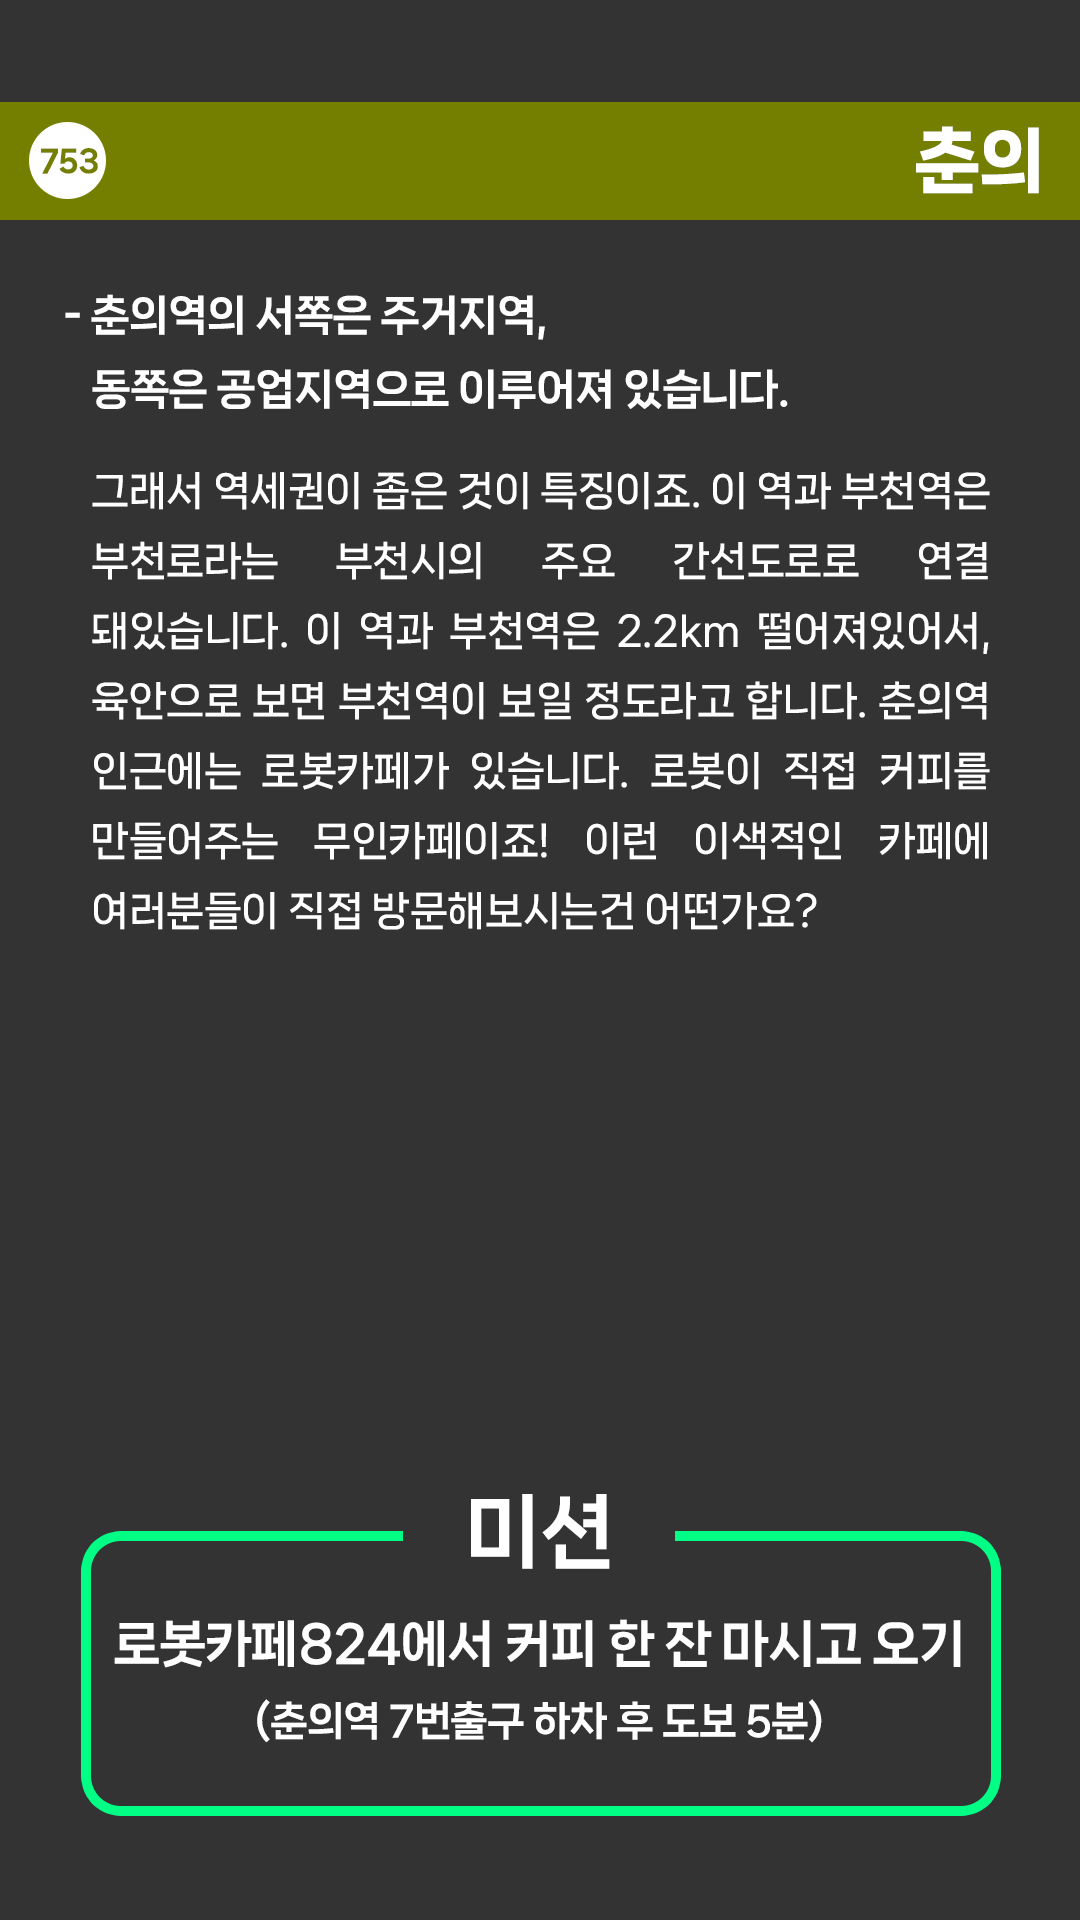 753
춘의
- 춘의역의 서쪽은 주거지역,
동쪽은 공업지역으로 이루어져 있습니다.
그래서 역세권이 좁은 것이 특징이죠. 이 역과 부천역은
부천로라는 부천시의 주요 간선도로로 연결
돼있습니다. 이 역과 부천역은 2.2km 떨어져있어서,
육안으로 보면 부천역이 보일 정도라고 합니다. 춘의역
인근에는 로봇카페가 있습니다. 로봇이 직접 커피를
만들어주는 무인카페이죠! 이런 이색적인 카페에
여러분들이 직접 방문해보시는건 어떤가요?
미션
로봇카페824에서 커피 한 잔 마시고 오기
(춘의역 7번출구 하차 후 도보 5분)